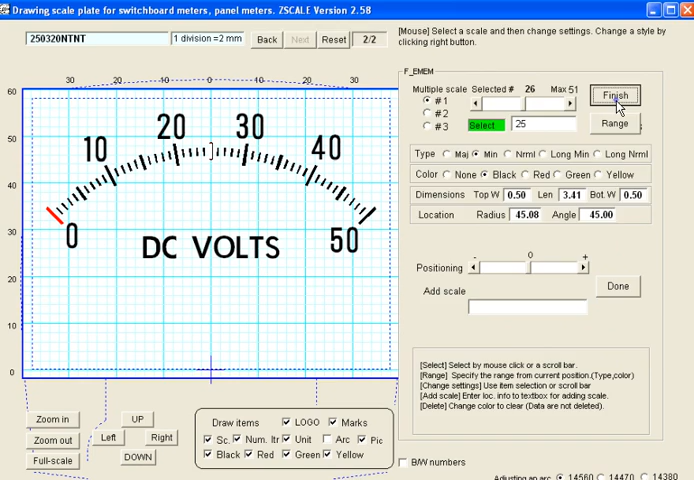 Drawing scale plate for switchboard meters, panel meters. ZSCALE Version 2.58
250320NTNT
1 division =2 mm
Back
Next
Reset
2/2
[Mouse] Select a scale and then change settings. Change a style by
clicking right button.
30 20 10 0 10 20 30
60
50
40
30
20
10
0
0 10 20 30 40 50
DC VOLTS
F_EMEM
Multiple scale
#1
#2
#3
Selected # 26 Max 51
Select
25
Finish
Range
Type Maj Min Nrml Long Min Long Nrml
Color None Black Red Green Yellow
Dimensions Top W 0.50 Len 3.41 Bot. W 0.50
Location Radius 45.08 Angle 45.00
- 0 +
Positioning
Add scale
Done
[Select] Select by mouse click or a scroll bar.
[Range] Specify the range from current position.(Type,color)
[Change settings] Use item selection or scroll bar
[Add scale] Enter loc. info to textbox for adding scale.
[Delete] Change color to clear (Data are not deleted).
Zoom in
Zoom out
Full-scale
UP
Left
Right
DOWN
Draw items LOGO Marks
Sc. Num. ltr Unit Arc Pic
Black Red Green Yellow
B/W numbers
Adjusting an arc 14560 14470 14380